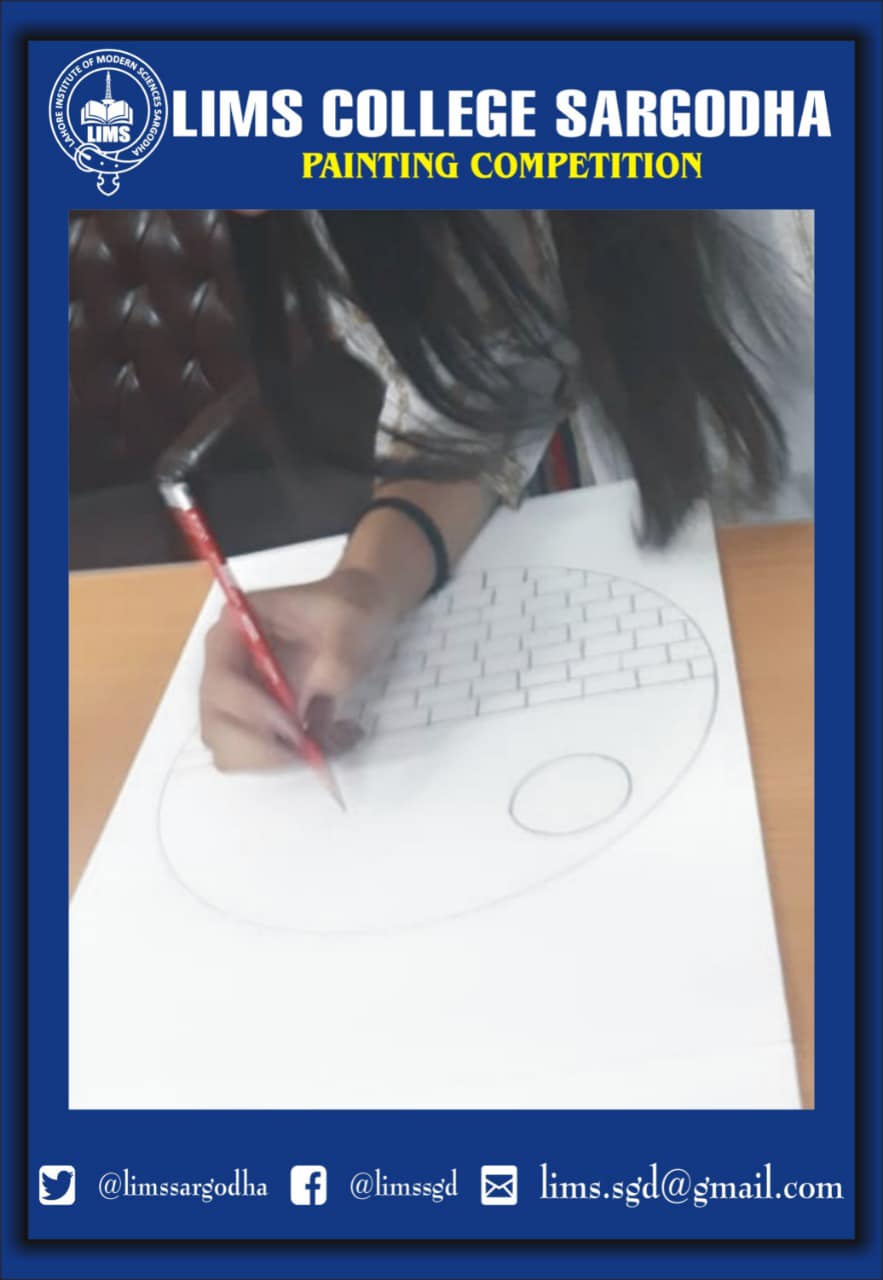 LAHORE INSTITUTE OF MODERN SCIENCES SARGODHA
LIMS
LIMS COLLEGE SARGODHA
PAINTING COMPETITION
@limssargodha @limssgd lims.sgd@gmail.com